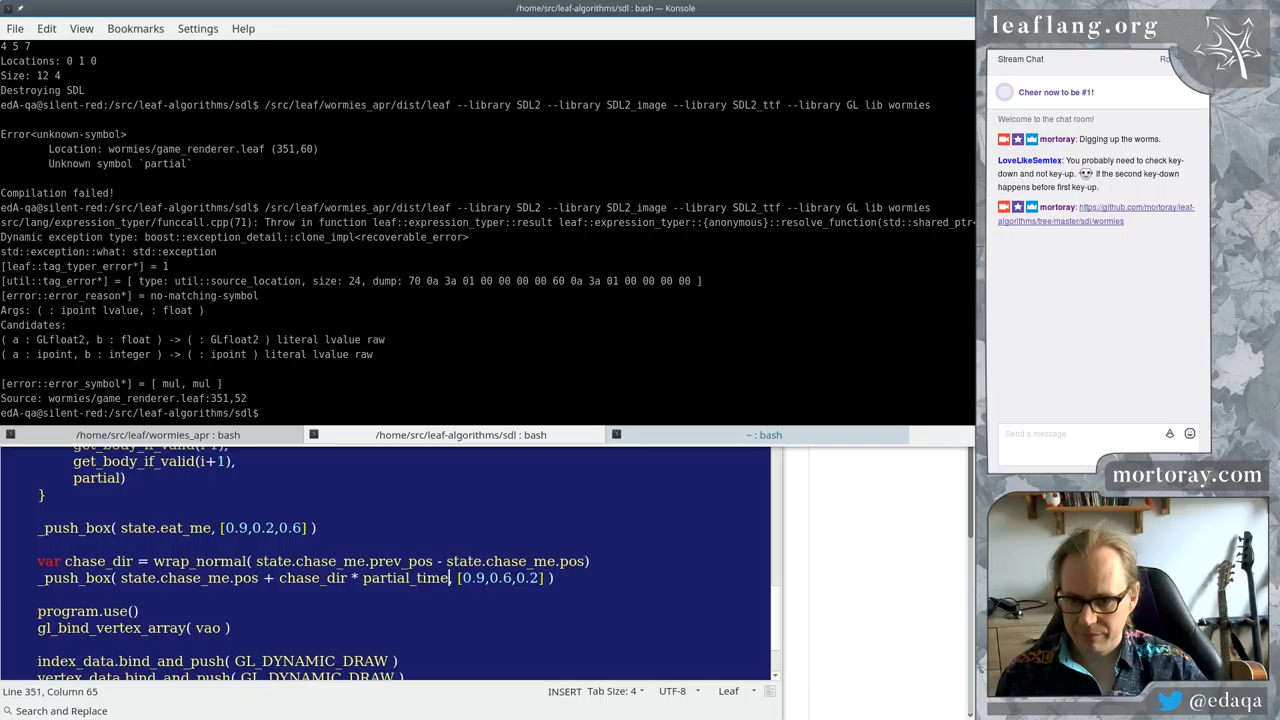 /home/src/leaf-algorithms/sdl : bash — Konsole
File Edit View Bookmarks Settings Help
4 5 7
Locations: 0 1 0
Size: 12 4
Destroying SDL
edA-qa@silent-red:/src/leaf-algorithms/sdl$ /src/leaf/wormies_apr/dist/leaf --library SDL2 --library SDL2_image --library SDL2_ttf --library GL lib wormies
Error<unknown-symbol>
Location: wormies/game_renderer.leaf (351,60)
Unknown symbol `partial`
Compilation failed!
edA-qa@silent-red:/src/leaf-algorithms/sdl$ /src/leaf/wormies_apr/dist/leaf --library SDL2 --library SDL2_image --library SDL2_ttf --library GL lib wormies
src/lang/expression_typer/funccall.cpp(71): Throw in function leaf::expression_typer::result leaf::expression_typer::{anonymous}::resolve_function(std::shared_ptr<
Dynamic exception type: boost::exception_detail::clone_impl<recoverable_error>
std::exception::what: std::exception
[leaf::tag_typer_error*] = 1
[util::tag_error*] = [ type: util::source_location, size: 24, dump: 70 0a 3a 01 00 00 00 00 60 0a 3a 01 00 00 00 00 ]
[error::error_reason*] = no-matching-symbol
Args: ( : ipoint lvalue, : float )
Candidates:
( a : GLfloat2, b : float ) -> ( : GLfloat2 ) literal lvalue raw
( a : ipoint, b : integer ) -> ( : ipoint ) literal lvalue raw
[error::error_symbol*] = [ mul, mul ]
Source: wormies/game_renderer.leaf:351,52
edA-qa@silent-red:/src/leaf-algorithms/sdl$
/home/src/leaf/wormies_apr : bash
/home/src/leaf-algorithms/sdl : bash
~ : bash
get_body_if_valid(i+1),
partial)
}
_push_box( state.eat_me, [0.9,0.2,0.6] )
var chase_dir = wrap_normal( state.chase_me.prev_pos - state.chase_me.pos)
_push_box( state.chase_me.pos + chase_dir * partial_time, [0.9,0.6,0.2] )
program.use()
gl_bind_vertex_array( vao )
index_data.bind_and_push( GL_DYNAMIC_DRAW )
vertex_data.bind_and_push( GL_DYNAMIC_DRAW )
Line 351, Column 65
INSERT
Tab Size: 4
UTF-8
Leaf
Search and Replace
leaflang.org
Stream Chat
Cheer now to be #1!
Welcome to the chat room!
mortoray: Digging up the worms.
LoveLIkeSemtex: You probably need to check key-
down and not key-up. If the second key-down
happens before first key-up.
mortoray: https://github.com/mortoray/leaf-
algorithms/tree/master/sdl/wormies
Send a message
mortoray.com
@edaqa